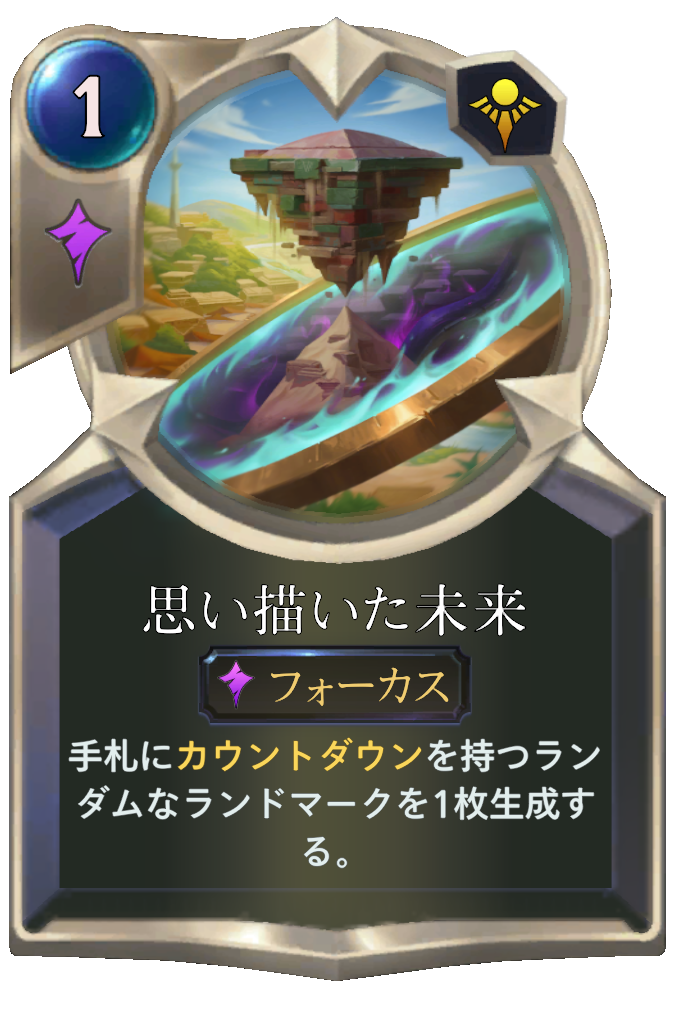 1
思い描いた未来
フォーカス
手札にカウントダウンを持つラン
ダムなランドマークを1枚生成す
る。